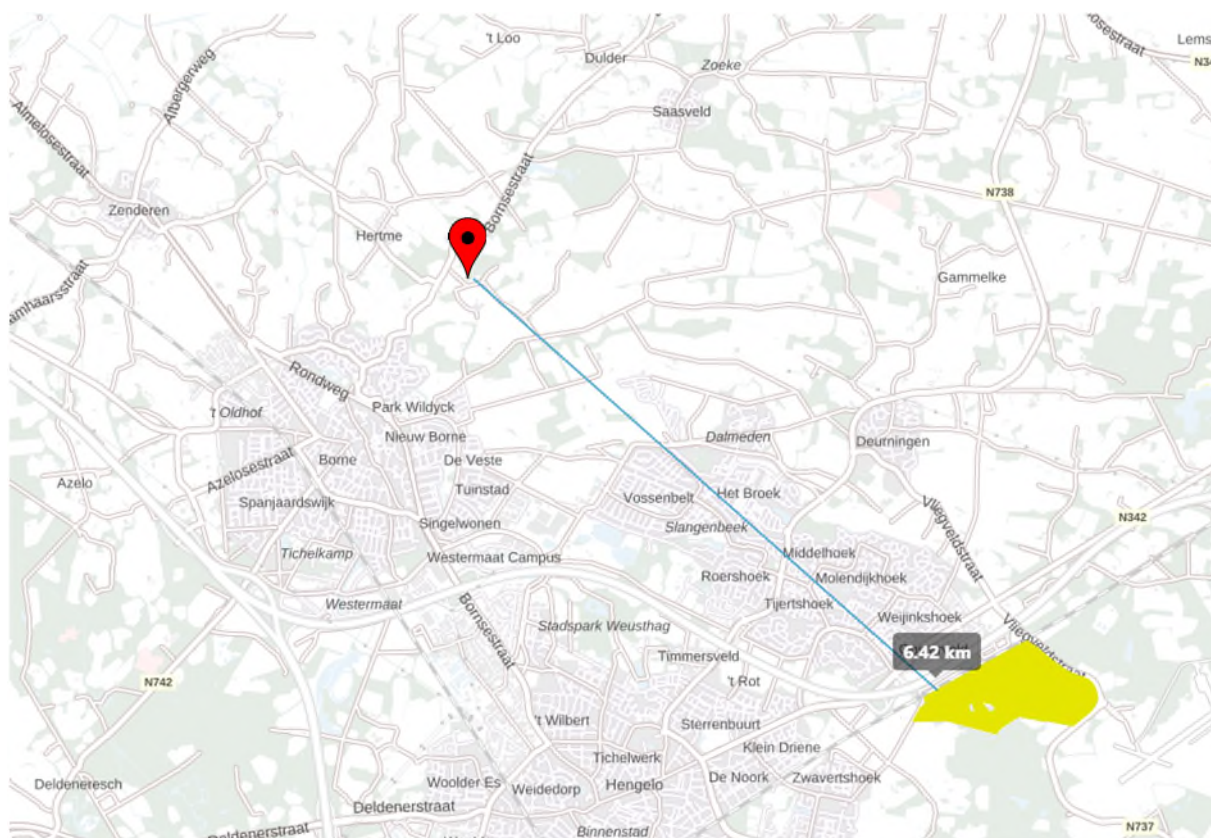 't Loo
Dulder
Zoeke
Lems
N34
Saasveld
Albergerweg
Almelosestraat
Bornsestraat
Zenderen
Hertme
N738
Gammelke
Rondweg
't Oldhof
Park Wildyck
Nieuw Borne
Dalmeden
Deurningen
Azelosestraat
Borne
De Veste
Azelo
Spanjaardswijk
Tuinstad
Vossenbelt
Het Broek
Vliegveldstraat
N342
Singelwonen
Slangenbeek
Tichelkamp
Westermaat Campus
Middelhoek
Roershoek
Molendijkhoek
Westermaat
Tijertshoek
Weijinkshoek
Bornsestraat
Stadspark Weusthag
Vliegveldstraat
Timmersveld
6.42 km
N742
't Rot
't Wilbert
Sterrenbuurt
Klein Driene
Tichelwerk
Deldeneresch
Woolder Es
Weidedorp
Hengelo
De Noork
Zwavertshoek
Deldenerstraat
Deldenerstraat
Binnenstad
N737